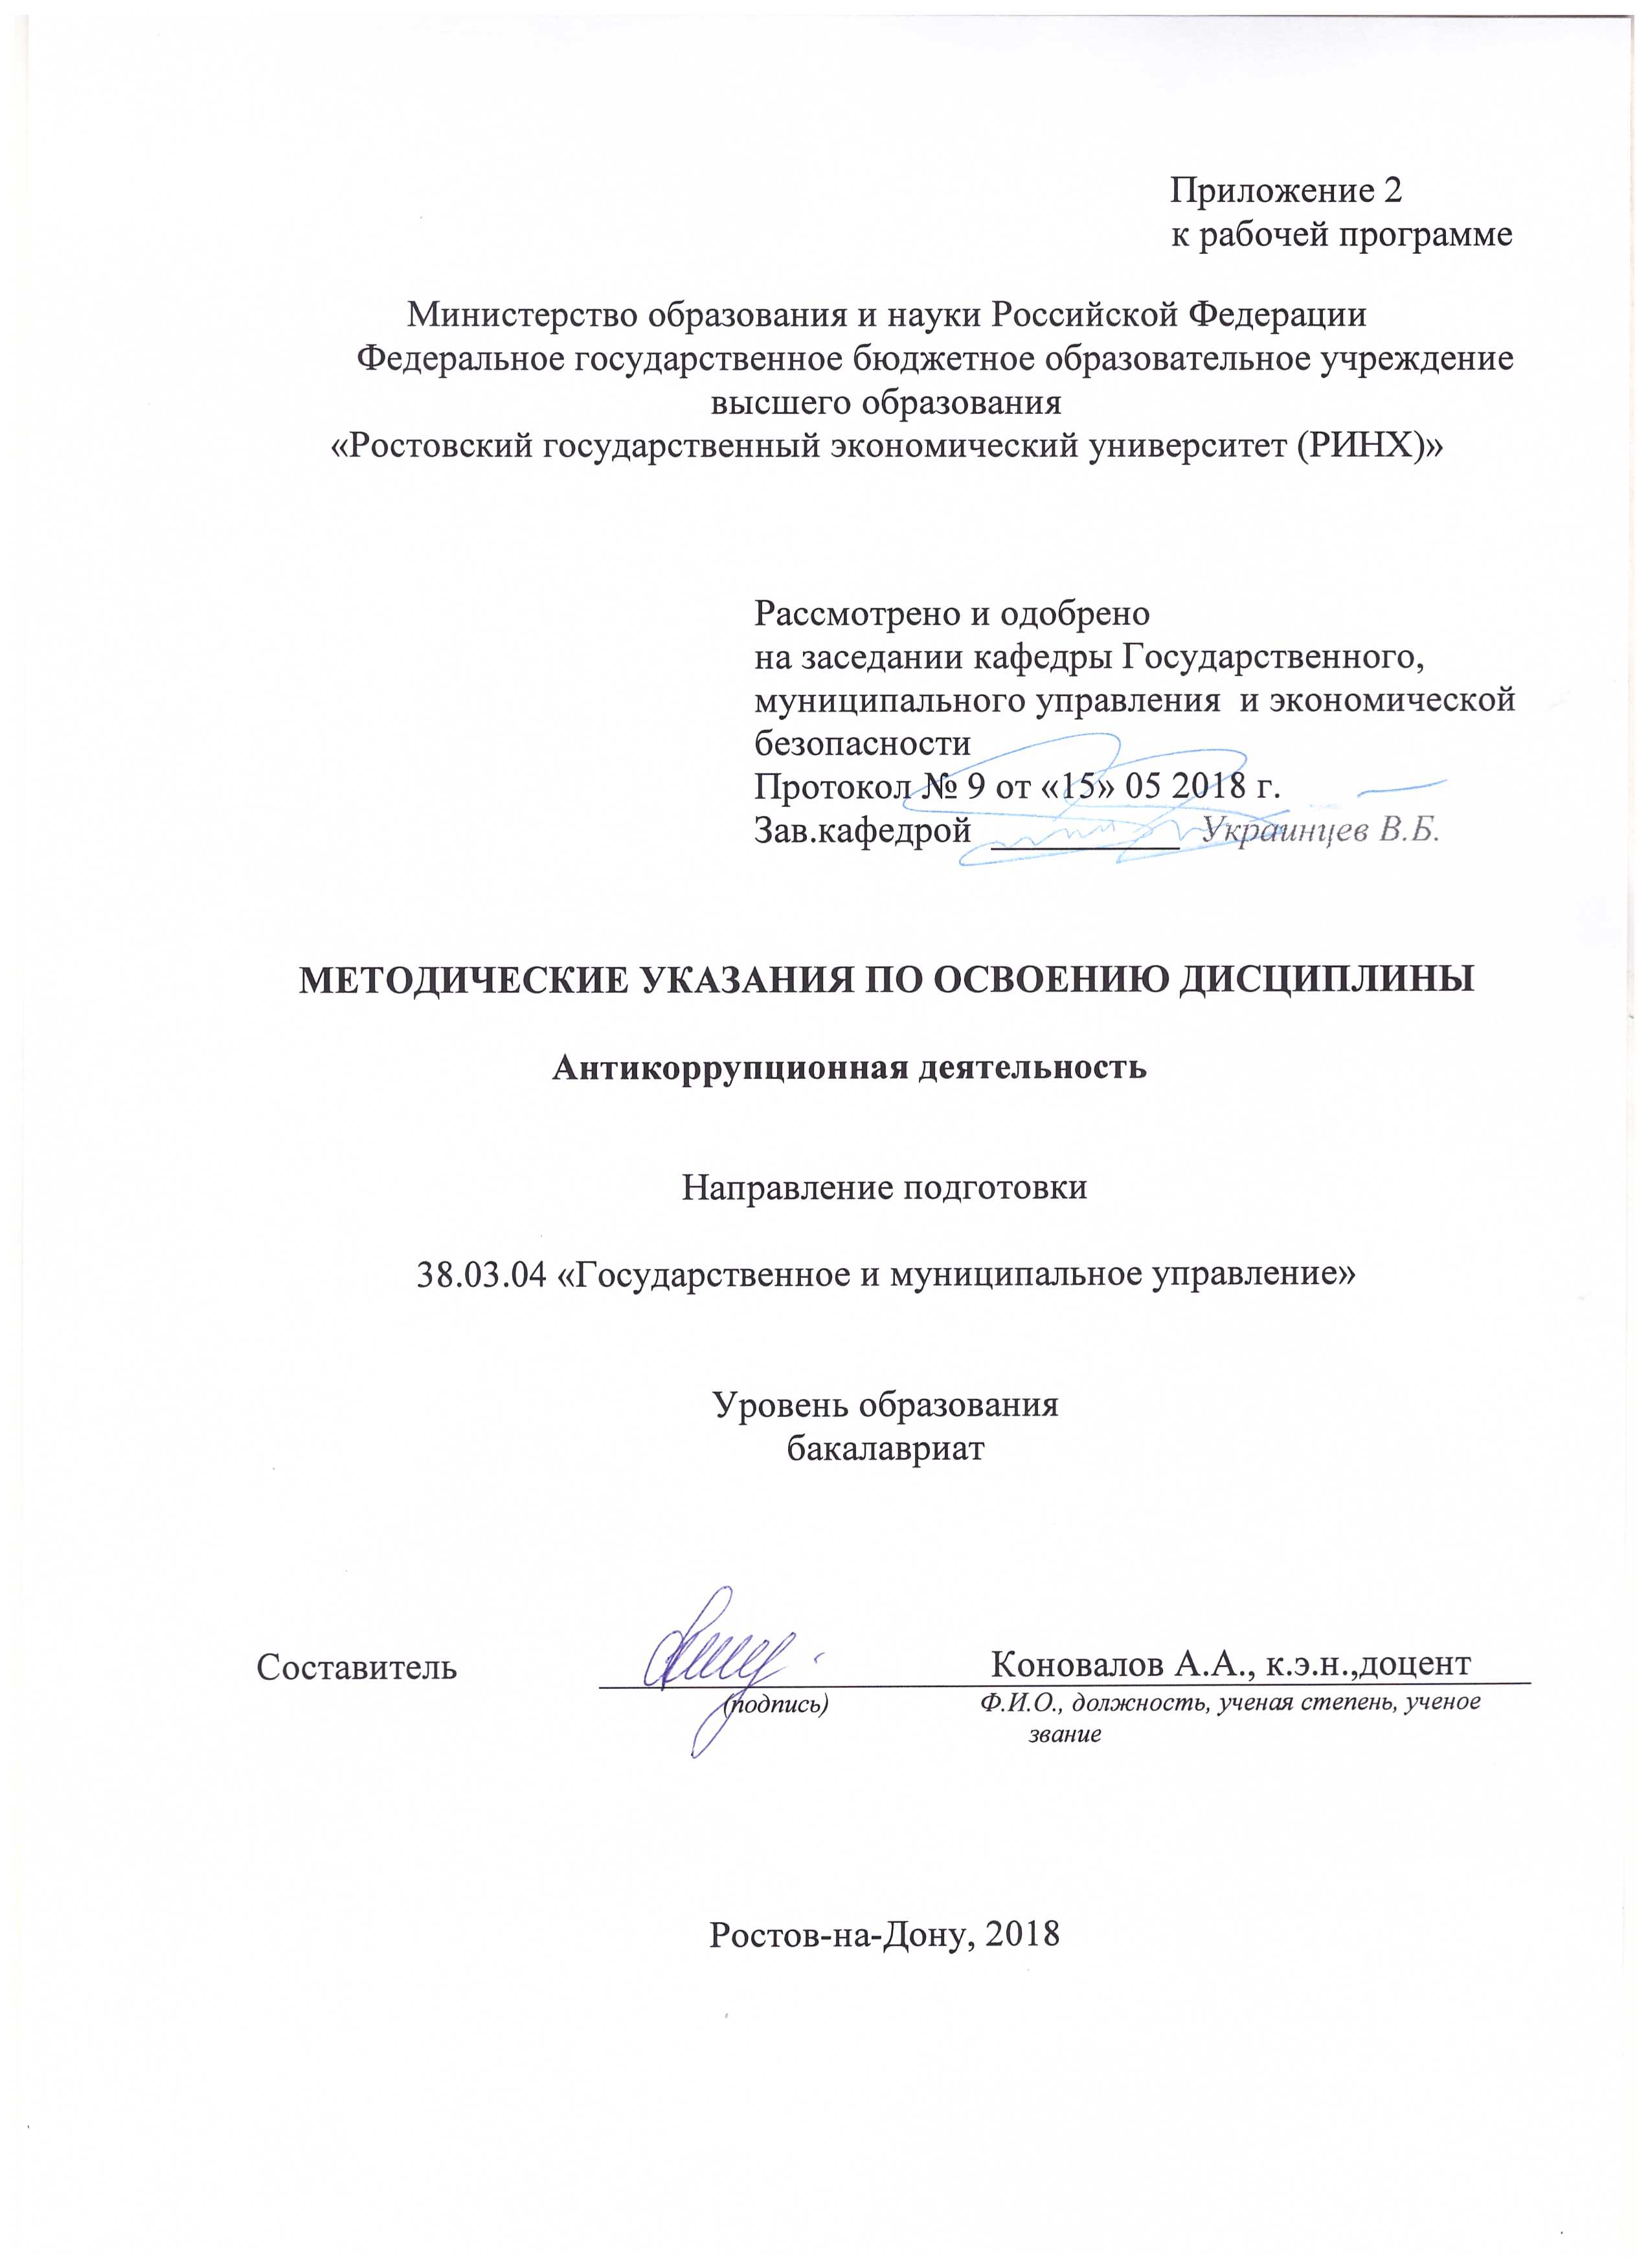 Приложение 2
к рабочей программе
Министерство образования и науки Российской Федерации
Федеральное государственное бюджетное образовательное учреждение
высшего образования
«Ростовский государственный экономический университет (РИНХ)»
Рассмотрено и одобрено
на заседании кафедры Государственного,
муниципального управления и экономической
безопасности
Протокол № 9 от «15» 05 2018 г.
Зав.кафедрой ___________ Украинцев В.Б.
МЕТОДИЧЕСКИЕ УКАЗАНИЯ ПО ОСВОЕНИЮ ДИСЦИПЛИНЫ
Антикоррупционная деятельность
Направление подготовки
38.03.04 «Государственное и муниципальное управление»
Уровень образования
бакалавриат
Составитель Коновалов А.А., к.э.н.,доцент
(подпись) Ф.И.О., должность, ученая степень, ученое
звание
Ростов-на-Дону, 2018